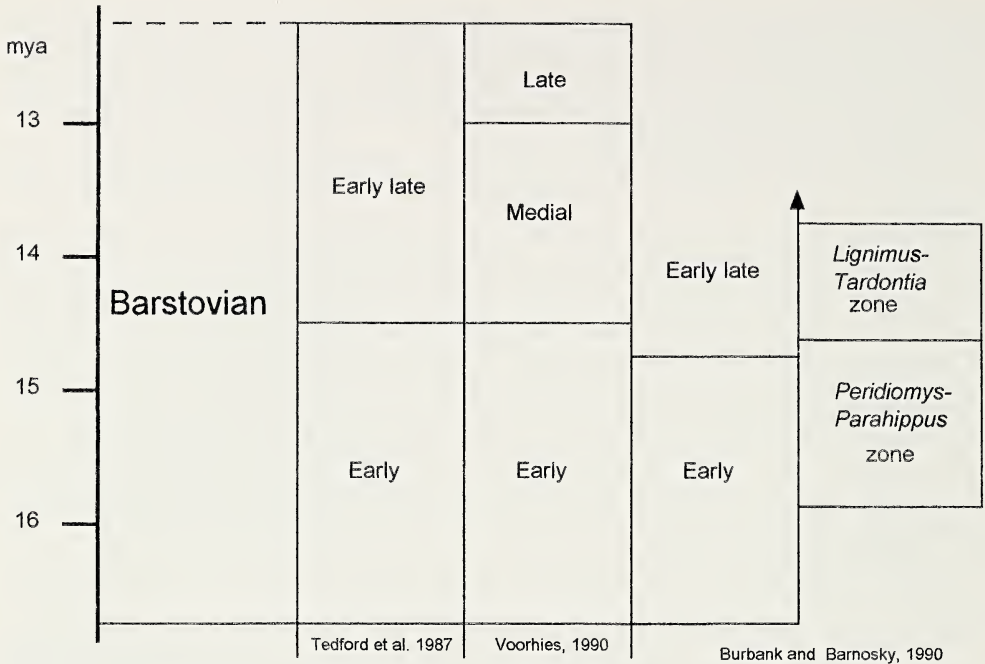 mya
13
14
15
16
Barstovian
Early late
Early
Tedford et al. 1987
Late
Medial
Early
Voorhies, 1990
Early late
Early
Lignimus-
Tardontia
zone
Peridiomys-
Parahippus
zone
Burbank and Barnosky, 1990